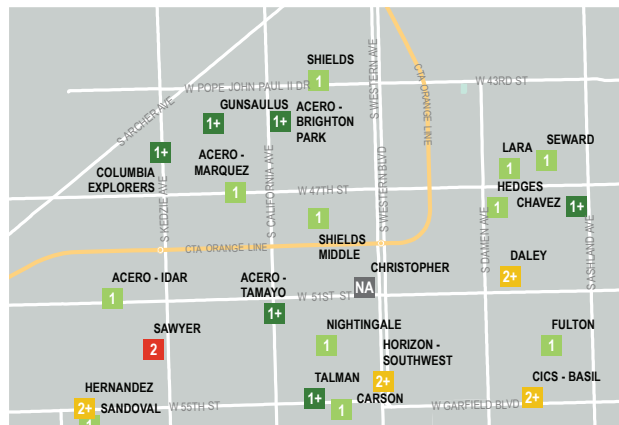 SHIELDS
1
W POPE JOHN PAUL II DR
W 43RD ST
S ARCHER AVE
GUNSAULUS
1+
1+
ACERO -
BRIGHTON
PARK
S WESTERN AVE
CTA ORANGE LINE
COLUMBIA
EXPLORERS
1+
ACERO -
MARQUEZ
1
S KEDZIE AVE
S CALIFORNIA AVE
W 47TH ST
S WESTERN BLVD
LARA
1
SEWARD
1
HEDGES
1
CHAVEZ
1+
S DAMEN AVE
S ASHLAND AVE
1
SHIELDS
MIDDLE
CTA ORANGE LINE
DALEY
2+
CHRISTOPHER
NA
ACERO - IDAR
1
ACERO -
TAMAYO
1+
W 51ST ST
SAWYER
2
NIGHTINGALE
1
HORIZON -
SOUTHWEST
2+
FULTON
1
HERNANDEZ
2+
SANDOVAL
1
W 55TH ST
TALMAN
1+
CARSON
1
W GARFIELD BLVD
CICS - BASIL
2+